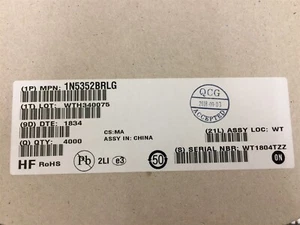 (1P) MPN: 1N5352BRLG
(1T) LOT: WTH340075
(9D) DTE: 1834
CS:MA
ASSY IN: CHINA
(Q) QTY: 4000
(21L) ASSY LOC: WT
(S) SERIAL NBR: WT1804TZZ
HF RoHS
Pb
2LI
e3
50
ON
QCG
ACCEPTED